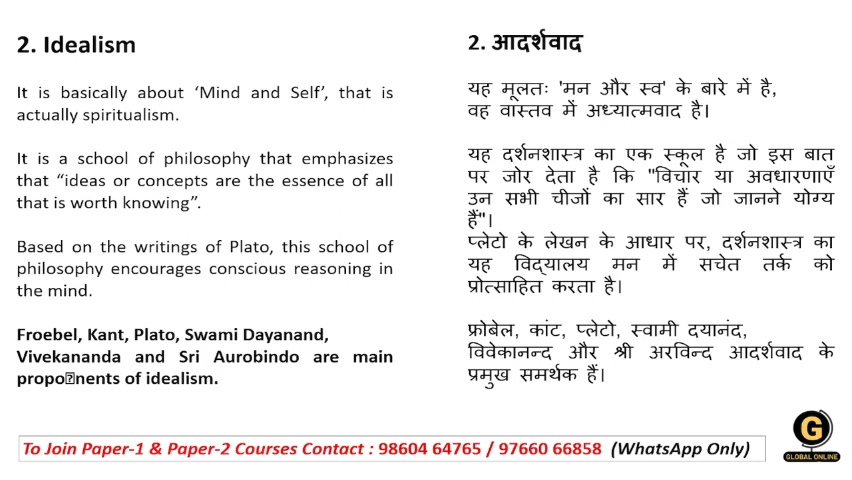 2. Idealism
It is basically about ‘Mind and Self’, that is
actually spiritualism.
It is a school of philosophy that emphasizes
that “ideas or concepts are the essence of all
that is worth knowing”.
Based on the writings of Plato, this school of
philosophy encourages conscious reasoning in
the mind.
Froebel, Kant, Plato, Swami Dayanand,
Vivekananda and Sri Aurobindo are main
propo⍰nents of idealism.
2. आदर्शवाद
यह मूलतः 'मन और स्व' के बारे में है,
वह वास्तव में अध्यात्मवाद है।
यह दर्शनशास्त्र का एक स्कूल है जो इस बात
पर जोर देता है कि "विचार या अवधारणाएँ
उन सभी चीजों का सार हैं जो जानने योग्य
हैं"।
प्लेटो के लेखन के आधार पर, दर्शनशास्त्र का
यह विद्यालय मन में सचेत तर्क को
प्रोत्साहित करता है।
फ्रोबेल, कांट, प्लेटो, स्वामी दयानंद,
विवेकानन्द और श्री अरविन्द आदर्शवाद के
प्रमुख समर्थक हैं।
To Join Paper-1 & Paper-2 Courses Contact : 98604 64765 / 97660 66858 (WhatsApp Only)
G
GLOBAL ONLINE